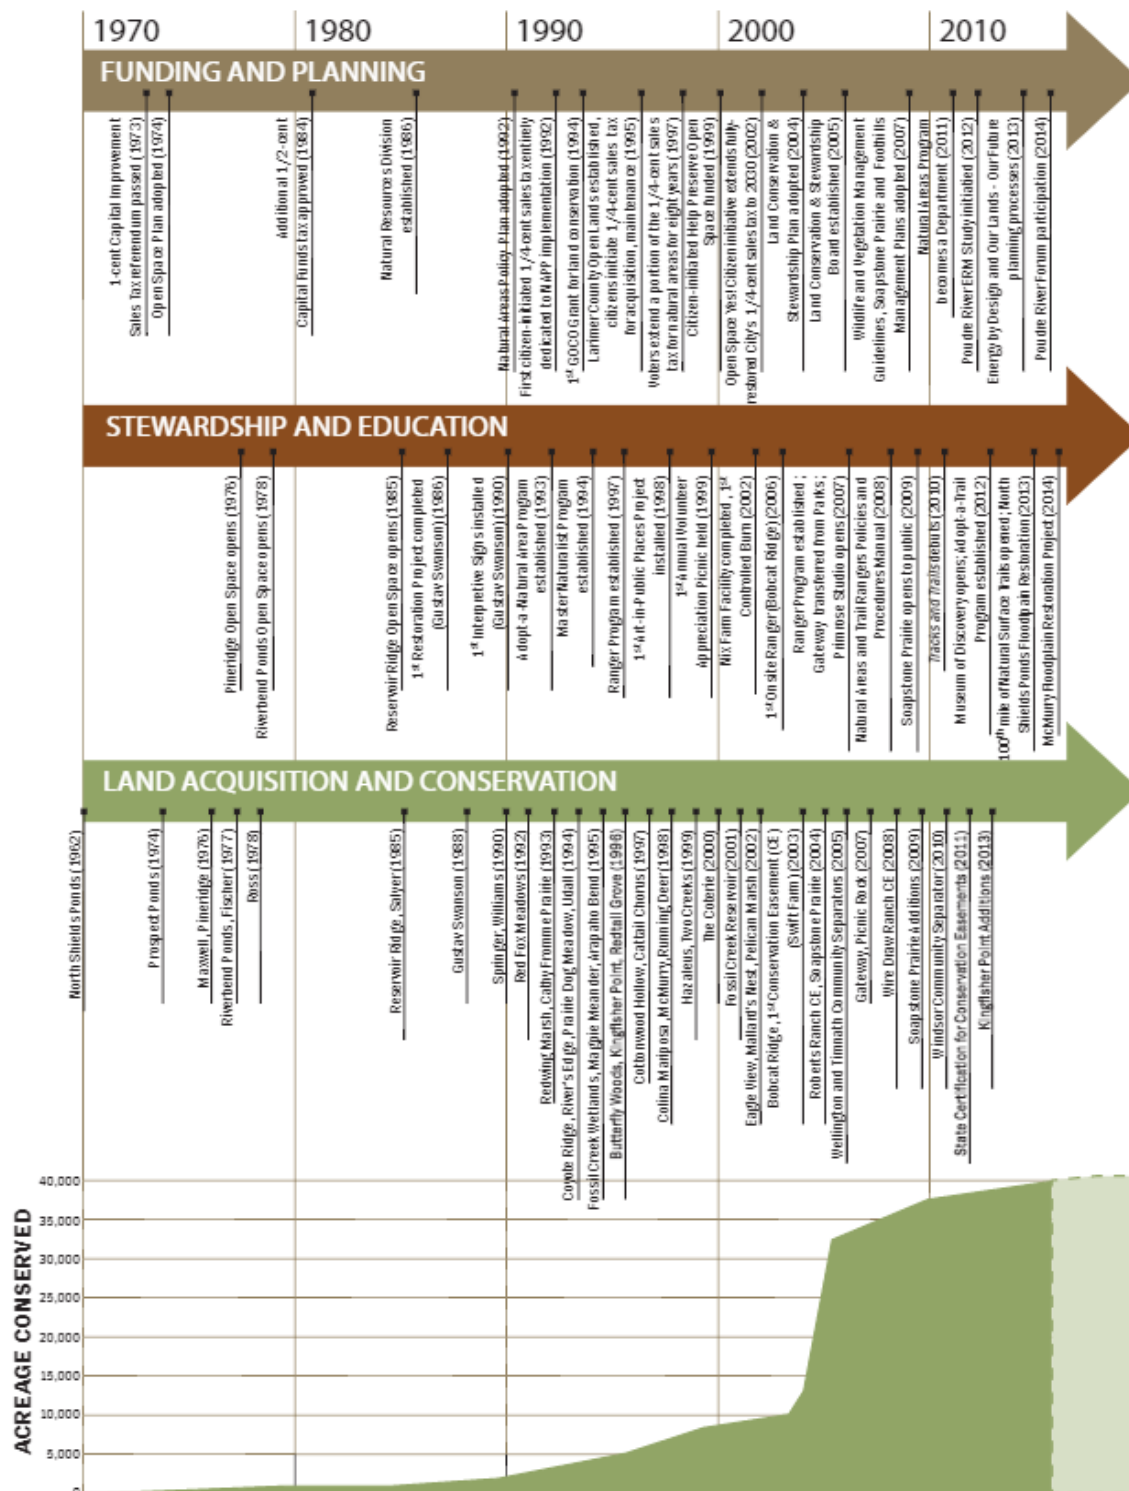 1970
1980
1990
2000
2010
FUNDING AND PLANNING
1-cent Capital Improvement
Sales Tax referendum passed (1973)
Open Space Plan adopted (1974)
Additional 1/2-cent
Capital Funds tax approved (1984)
Natural Resources Division
established (1986)
Natural Areas Policy Plan adopted (1992)
First citizen-initiated 1/4-cent sales tax entirely
dedicated to NAPP implementation (1992)
1st GOCO Grant for land conservation (1994)
Larimer County Open Lands established,
citizens initiate 1/4-cent sales tax
for acquisition, maintenance (1995)
Voters extend a portion of the 1/4-cent sales
tax for natural areas for eight years (1997)
Citizen-initiated Help Preserve Open
Space funded (1999)
Open Space Yes! Citizen initiative extends fully-
restored City's 1/4-cent sales tax to 2030 (2002)
Land Conservation &
Stewardship Plan adopted (2004)
Land Conservation & Stewardship
Board established (2005)
Wildlife and Vegetation Management
Guidelines, Soapstone Prairie and Foothills
Management Plans adopted (2007)
Natural Areas Program
becomes a Department (2011)
Poudre River ERM Study initiatied (2012)
Energy by Design and Our Lands - Our Future
planning processes (2013)
Poudre River Forum participation (2014)
STEWARDSHIP AND EDUCATION
Pineridge Open Space opens (1976)
Riverbend Ponds Open Space opens (1978)
Reservoir Ridge Open Space opens (1985)
1st Restoration Project completed
(Gustav Swanson) (1986)
1st Interpretive Sign installed
(Gustav Swanson) (1990)
Adopt-a-Natural Area Program
established (1993)
Master Naturalist Program
established (1994)
Ranger Program established (1997)
1st Art-in-Public Places Project
installed (1998)
1st Annual Volunteer
Appreciation Picnic held (1999)
Nix Farm Facility completed, 1st
Controlled Burn (2002)
1st Onsite Ranger (Bobcat Ridge) (2006)
Ranger Program established;
Gateway transferred from Parks;
Primrose Studio opens (2007)
Natural Areas and Trail Rangers Policies and
Procedures Manual (2008)
Soapstone Prairie opens to public (2009)
Tracks and Trails debuts (2010)
Museum of Discovery opens; Adopt-a-Trail
Program established (2012)
100th mile of Natural Surface Trails opened; North
Shields Ponds Floodplain Restoration (2013)
McMurry Floodplain Restoration Project (2014)
LAND ACQUISITION AND CONSERVATION
North Shields Ponds (1962)
Prospect Ponds (1974)
Maxwell, Pineridge (1976)
Riverbend Ponds, Fischer (1977)
Ross (1978)
Reservoir Ridge, Salyer (1985)
Gustav Swanson (1988)
Springer, Williams (1990)
Red Fox Meadows (1992)
Redwing Marsh, Cathy Fromme Prairie (1993)
Coyote Ridge, River's Edge, Prairie Dog Meadow, Udall (1994)
Fossil Creek Wetlands, Magpie Meander, Arapaho Bend (1995)
Butterfly Woods, Kingfisher Point, Redtail Grove (1996)
Cottonwood Hollow, Cattail Chorus (1997)
Colina Mariposa, McMurry, Running Deer (1998)
Hazaleus, Two Creeks (1999)
The Coterie (2000)
Fossil Creek Reservoir (2001)
Eagle View, Mallard's Nest, Pelican Marsh (2002)
Bobcat Ridge, 1st Conservation Easement (CE)
(Swift Farm) (2003)
Roberts Ranch CE, Soapstone Prairie (2004)
Wellington and Timnath Community Separators (2005)
Gateway, Picnic Rock (2007)
Wire Draw Ranch CE (2008)
Soapstone Prairie Additions (2009)
Windsor Community Separator (2010)
State Certification for Conservation Easements (2011)
Kingfisher Point Additions (2013)
ACREAGE CONSERVED
40,000
35,000
30,000
25,000
20,000
15,000
10,000
5,000
0